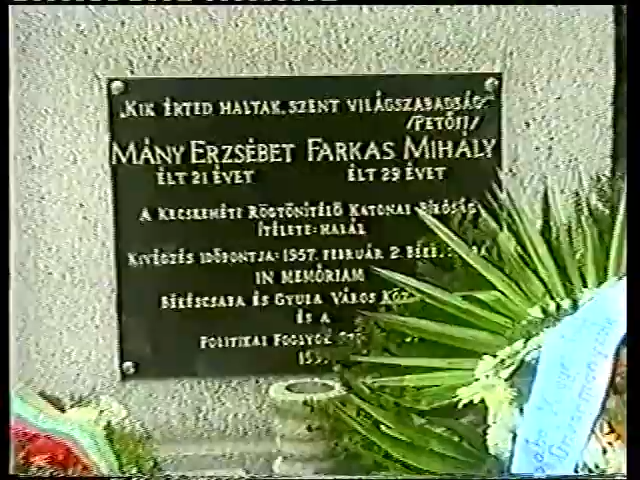 „KIK ÉRTED HALTAK, SZENT VILÁGSZABADSÁG"
/PETŐFI/
MÁNY ERZSÉBET FARKAS MIHÁLY
ÉLT 21 ÉVET ÉLT 29 ÉVET
A KECSKEMÉTI RÖGTÖNÍTÉLŐ KATONAI BÍRÓSÁG
ÍTÉLETE: HALÁL
KIVÉGZÉS IDŐPONTJA: 1957. FEBRUÁR 2.
IN MEMÓRIAM
BÉKÉSCSABA ÉS GYULA VÁROS
ÉS A
POLITIKAI FOGLYOK